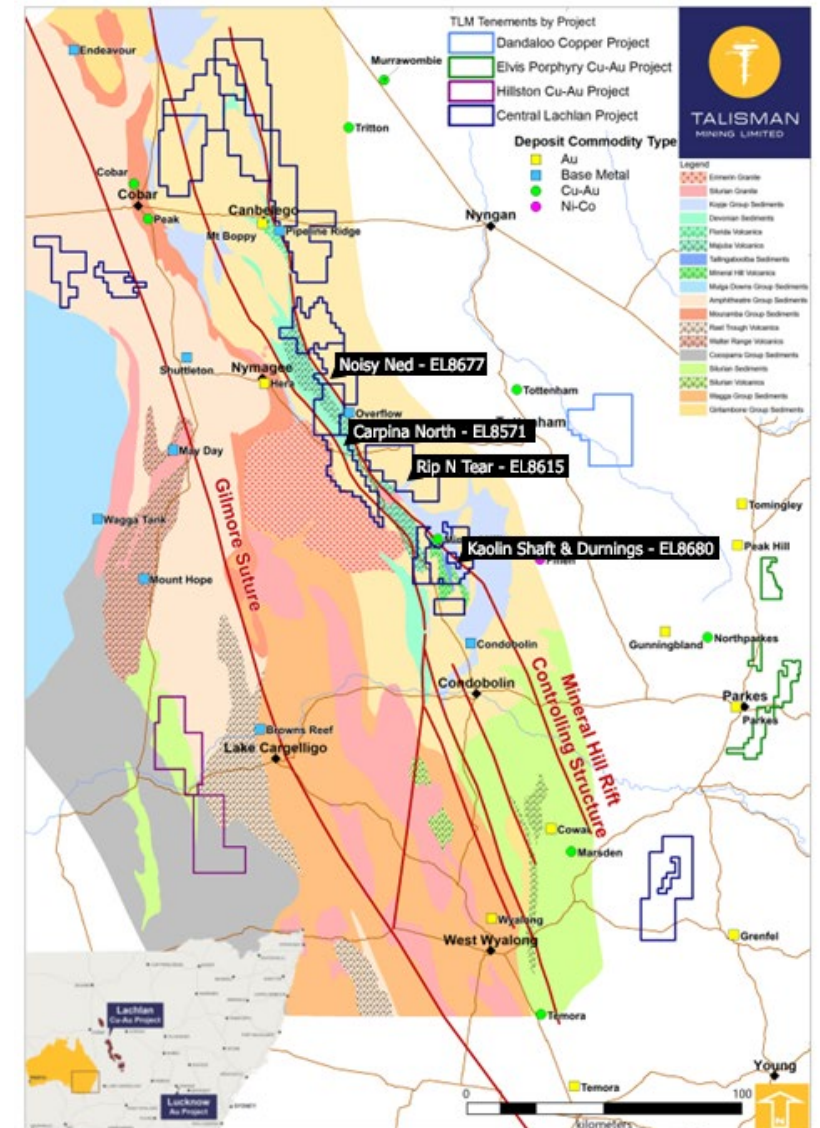 TLM Tenements by Project
Dandaloo Copper Project
Elvis Porphyry Cu-Au Project
Hillston Cu-Au Project
Central Lachlan Project
Deposit Commodity Type
Au
Base Metal
Cu-Au
Ni-Co
TALISMAN
MINING LIMITED
Legend
Silurian Granite
Kopje Group Sediments
Devonian Sediments
Florida Volcanics
Majuba Volcanics
Tallingabooba Sediments
Mineral Hill Volcanics
Mulga Downs Group Sediments
Amphitheatre Group Sediments
Mouramba Group Sediments
Rast Trough Volcanics
Walter Range Volcanics
Cocoparra Group Sediments
Silurian Sediments
Silurian Volcanics
Wagga Group Sediments
Girilambone Group Sediments
Endeavour
Murrawombie
Tritton
Cobar
Cobar
Peak
Canbelego
Mt Boppy
Pipeline Ridge
Nyngan
Shuttleton
Nymagee
Hera
Noisy Ned - EL8677
Tottenham
Overflow
Carpina North - EL8571
May Day
Rip N Tear - EL8615
Wagga Tank
Tomingley
Peak Hill
Kaolin Shaft & Durnings - EL8680
Mount Hope
Gilmore Suture
Gunningbland
Northparkes
Condobolin
Condobolin
Parkes
Parkes
Mineral Hill Rift
Controlling Structure
Browns Reef
Lake Cargelligo
Cowal
Marsden
Wyalong
West Wyalong
Grenfel
Temora
Temora
Young
Lachlan
Cu-Au Project
Lucknow
Au Project
0
100
kilometers